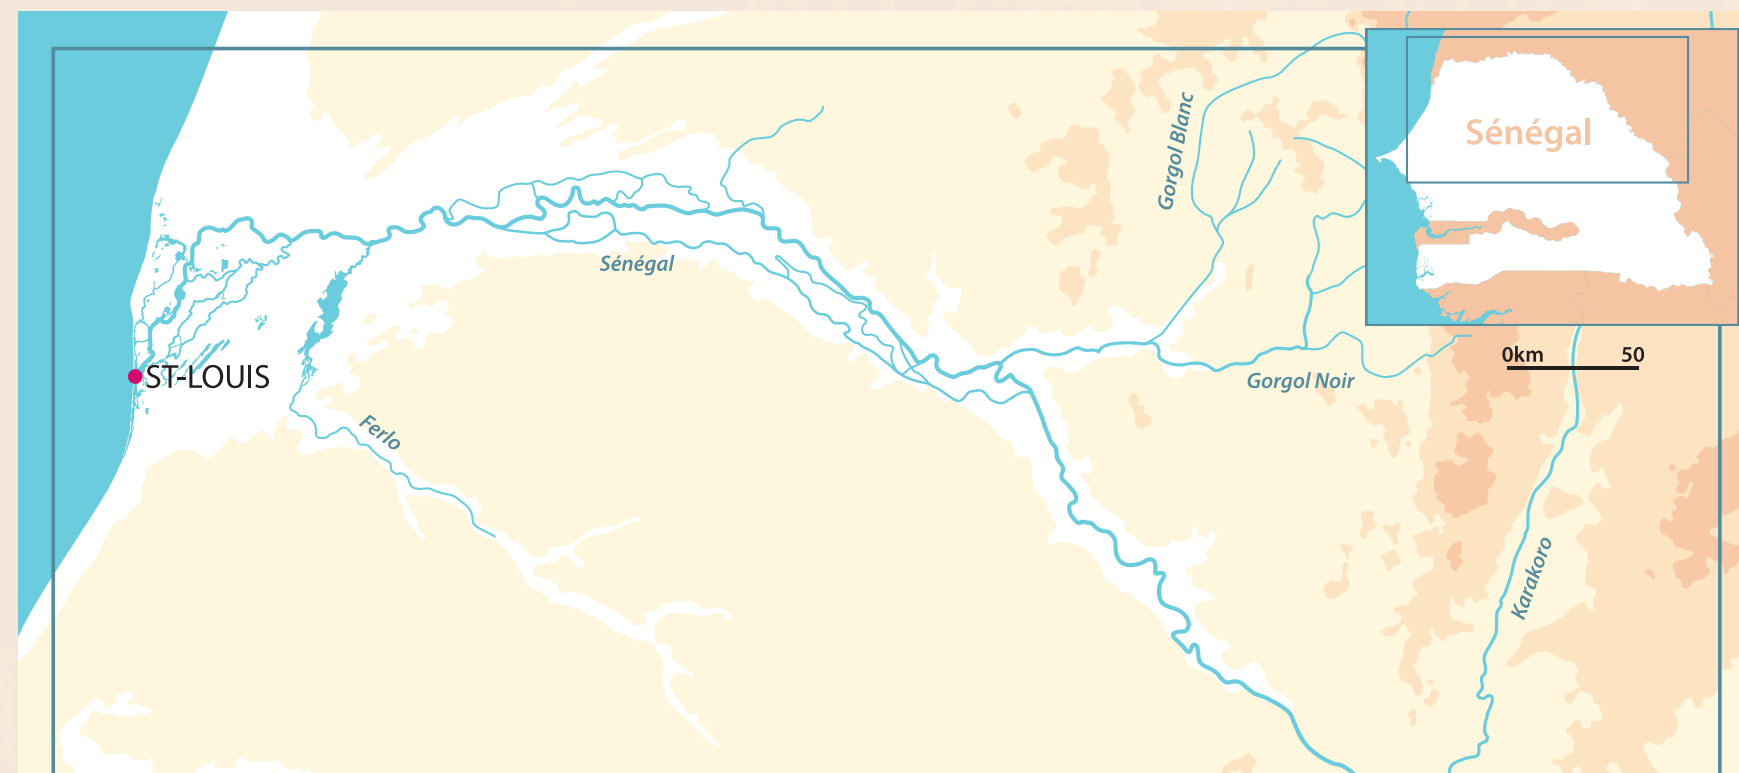 Gorgol Blanc
Sénégal
Sénégal
0km 50
ST-LOUIS
Gorgol Noir
Ferlo
Karakoro